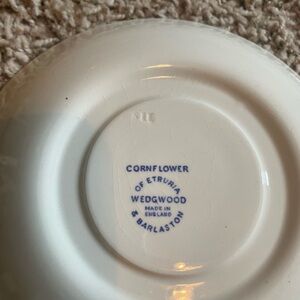 CORNFLOWER
OF ETRURIA
WEDGWOOD
MADE IN
ENGLAND
& BARLASTON